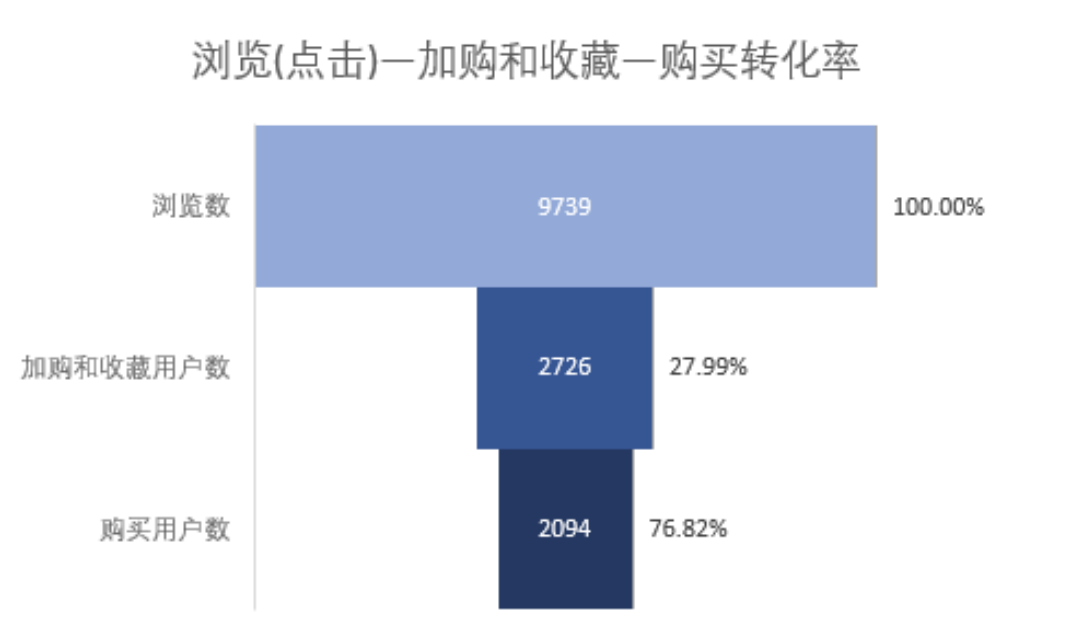 浏览(点击)—加购和收藏—购买转化率
浏览数 9739 100.00%
加购和收藏用户数 2726 27.99%
购买用户数 2094 76.82%